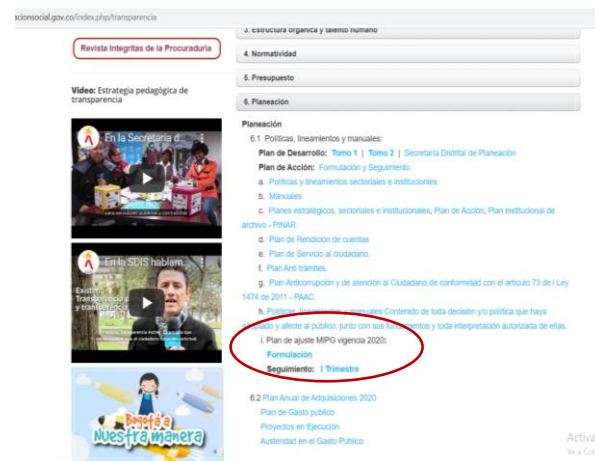 acionsocial.gov.co/index.php/transparencia
Revista Integritas de la Procuraduría
Video: Estrategia pedagógica de
transparencia
En la Secretaria d...
En la SDIS hablam...
Bogotá a
Nuestra manera
3. Estructura orgánica y talento humano
4. Normatividad
5. Presupuesto
6. Planeación
Planeación
6.1 Políticas, lineamientos y manuales:
Plan de Desarrollo: Tomo 1 | Tomo 2 | Secretaría Distrital de Planeación
Plan de Acción: Formulación y Seguimiento
a. Políticas y lineamientos sectoriales e institucionles
b. Manuales
c. Planes estratégicos, sectoriales e institucionales, Plan de Acción, Plan institucional de
archivo - PINAR
d. Plan de Rendición de cuentas
e. Plan de Servicio al ciudadano.
f. Plan Anti trámites.
g. Plan Anticorrupción y de atención al Ciudadano,de conformidad con el artículo 73 de l Ley
1474 de 2011 - PAAC.
h. Políticas, lineamientos y manuales Contenido de toda decisión y/o política que haya
adoptado y afecte al público, junto con sus fundamentos y toda interpretación autorizada de ellas.
i. Plan de ajuste MIPG vigencia 2020:
Formulación
Seguimiento: I Trimestre
6.2 Plan Anual de Adquisiciones 2020
Plan de Gasto público
Proyectos en Ejecución
Austeridad en el Gasto Público
Activa
Ve a Con